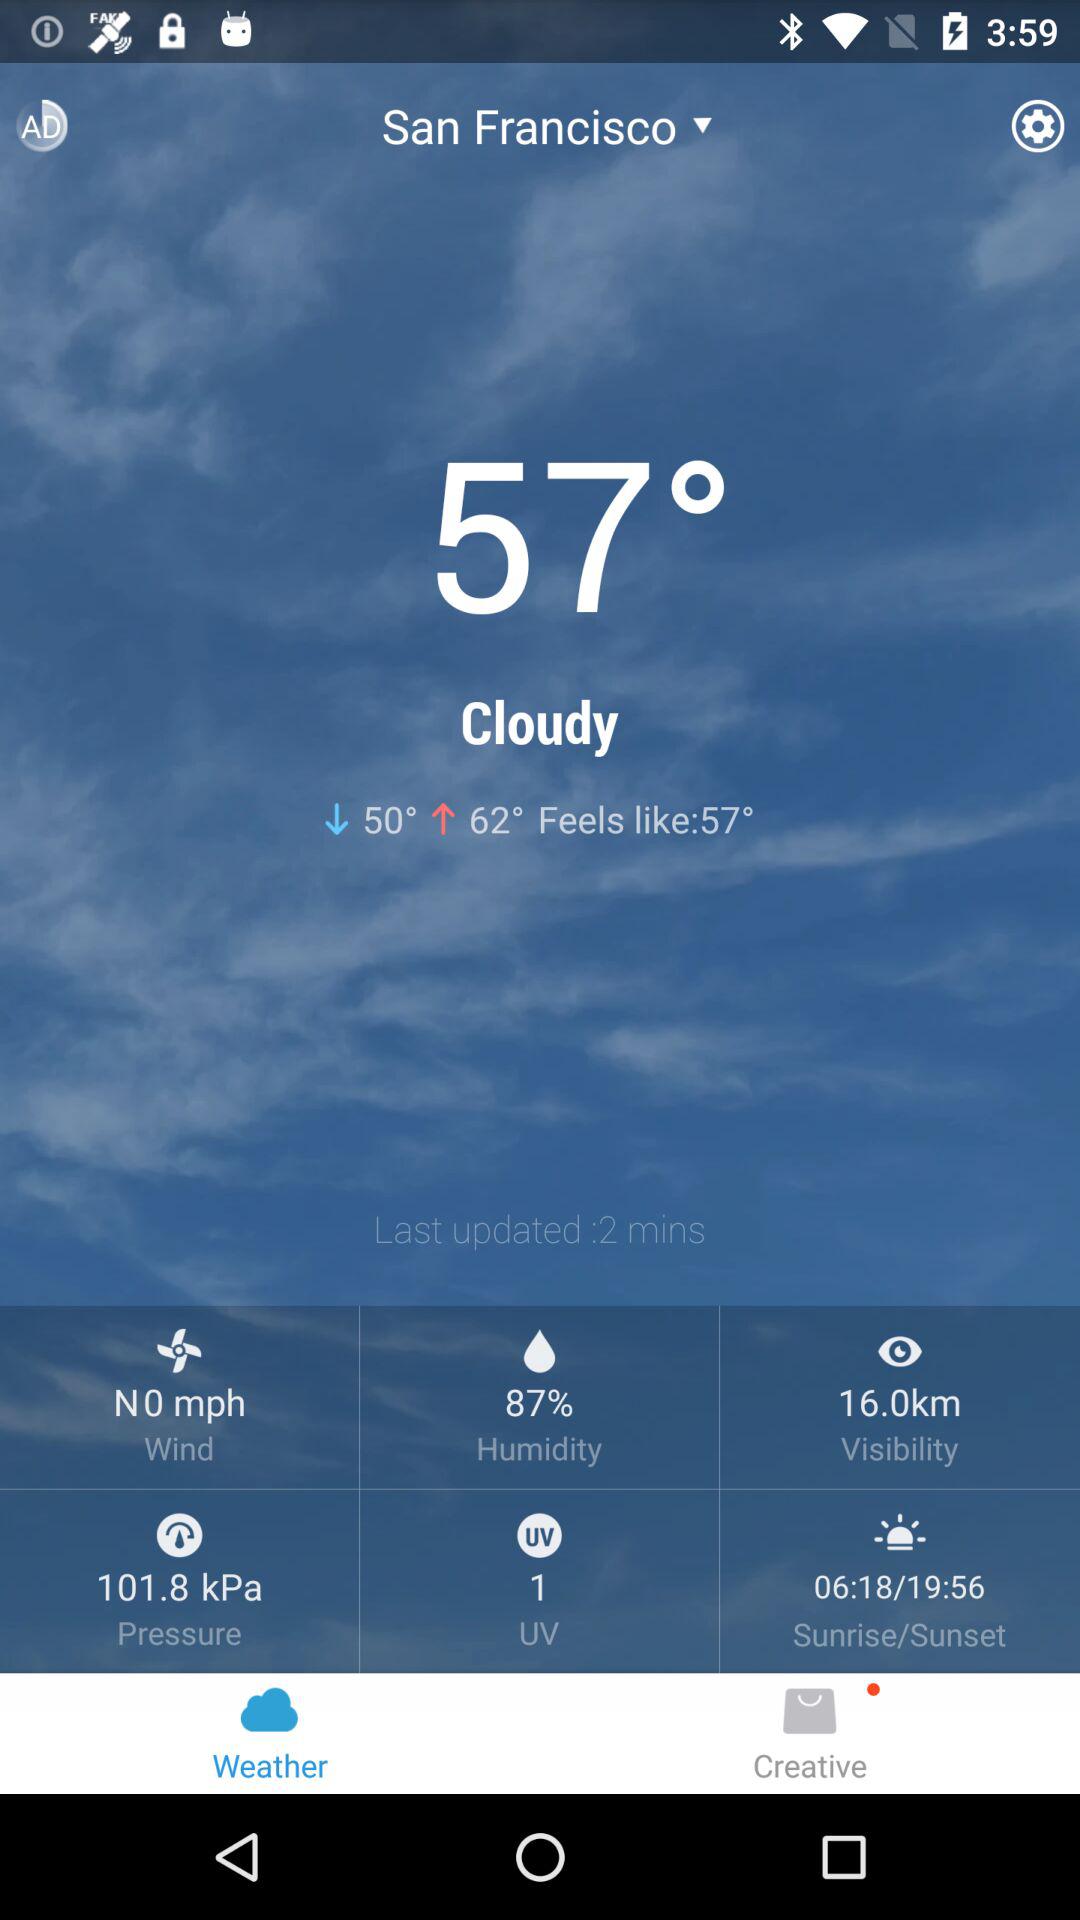 FAKE 3:59
AD San Francisco
57°
Cloudy
50° 62° Feels like:57°
Last updated :2 mins
N0 mph 87% 16.0km
Wind Humidity Visibility
UV
101.8 kPa 1 06:18/19:56
Pressure UV Sunrise/Sunset
Weather Creative